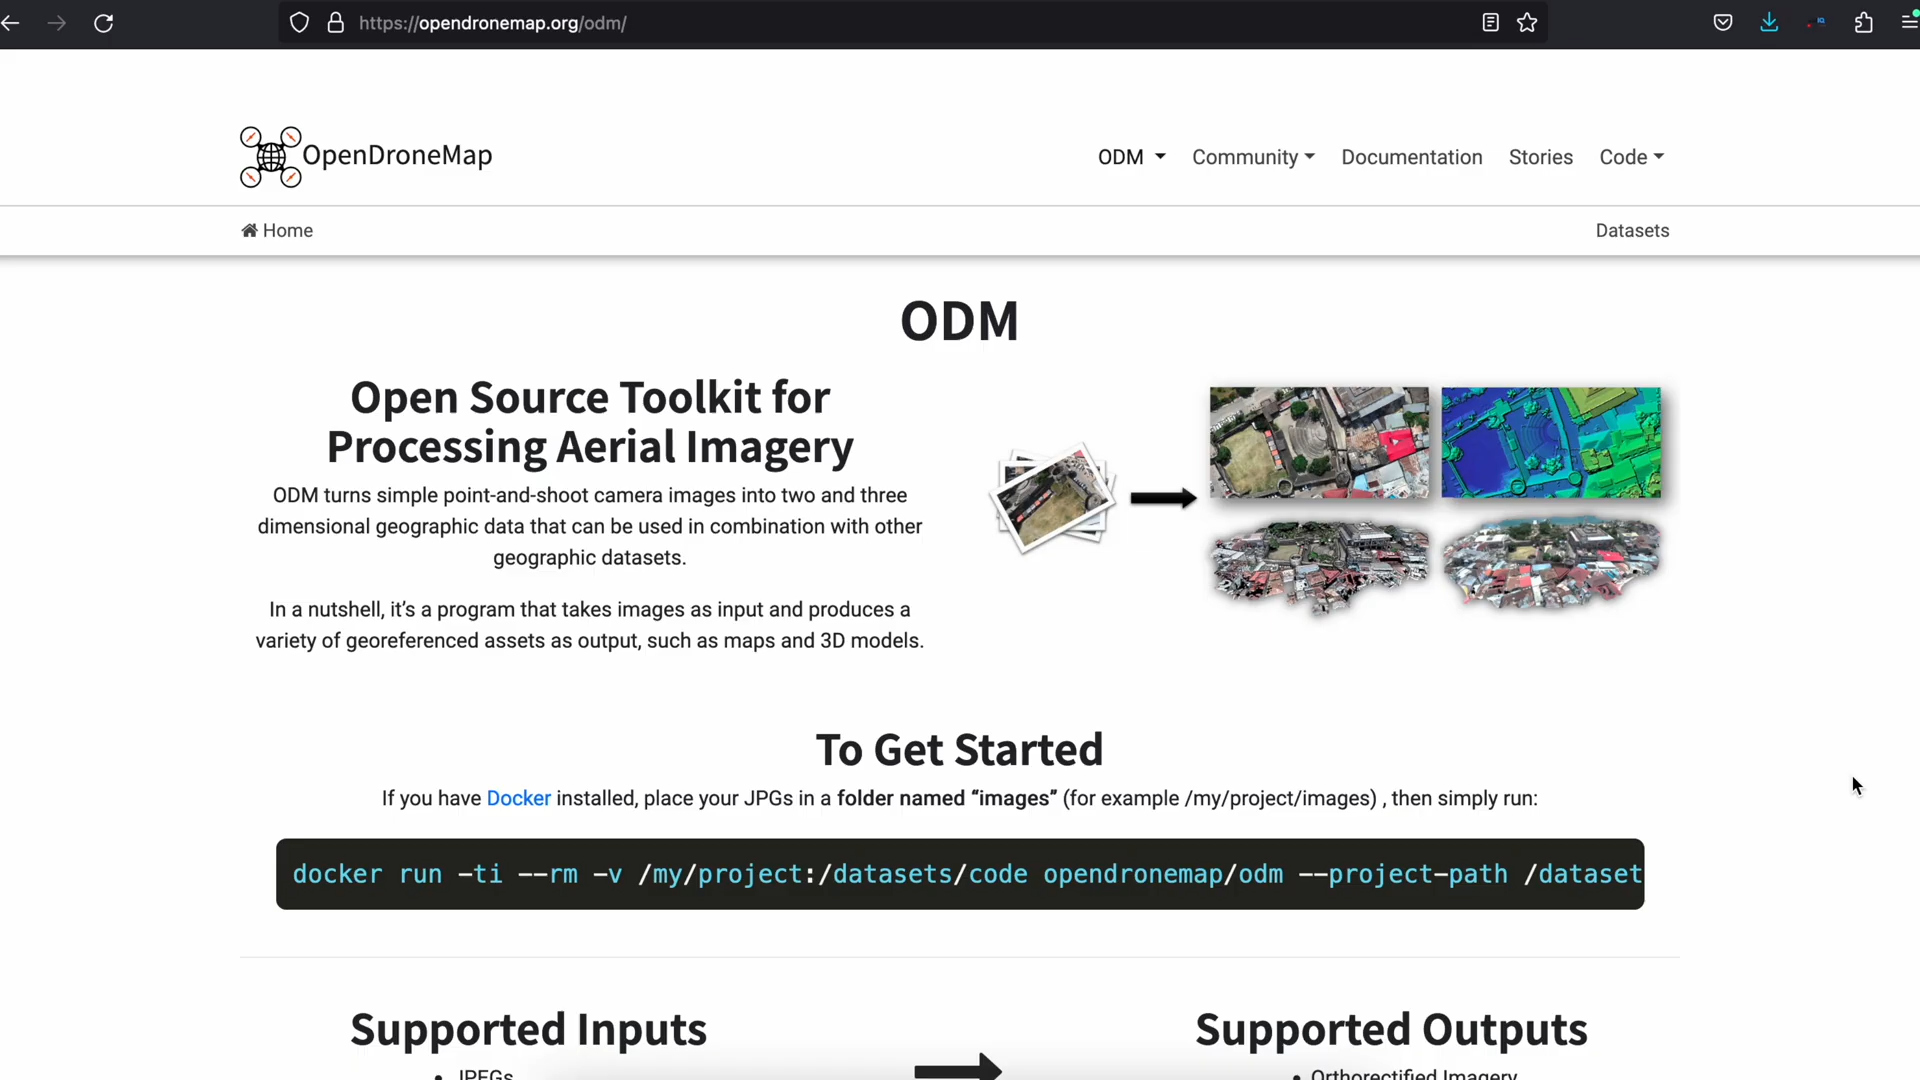 https://opendronemap.org/odm/
OpenDroneMap
ODM
Community
Documentation
Stories
Code
Home
Datasets
ODM
Open Source Toolkit for
Processing Aerial Imagery
ODM turns simple point-and-shoot camera images into two and three
dimensional geographic data that can be used in combination with other
geographic datasets.
In a nutshell, it’s a program that takes images as input and produces a
variety of georeferenced assets as output, such as maps and 3D models.
To Get Started
If you have Docker installed, place your JPGs in a folder named “images” (for example /my/project/images) , then simply run:
docker run -ti --rm -v /my/project:/datasets/code opendronemap/odm --project-path /dataset
Supported Inputs
Supported Outputs
• JPEGs
• Orthorectified Imagery